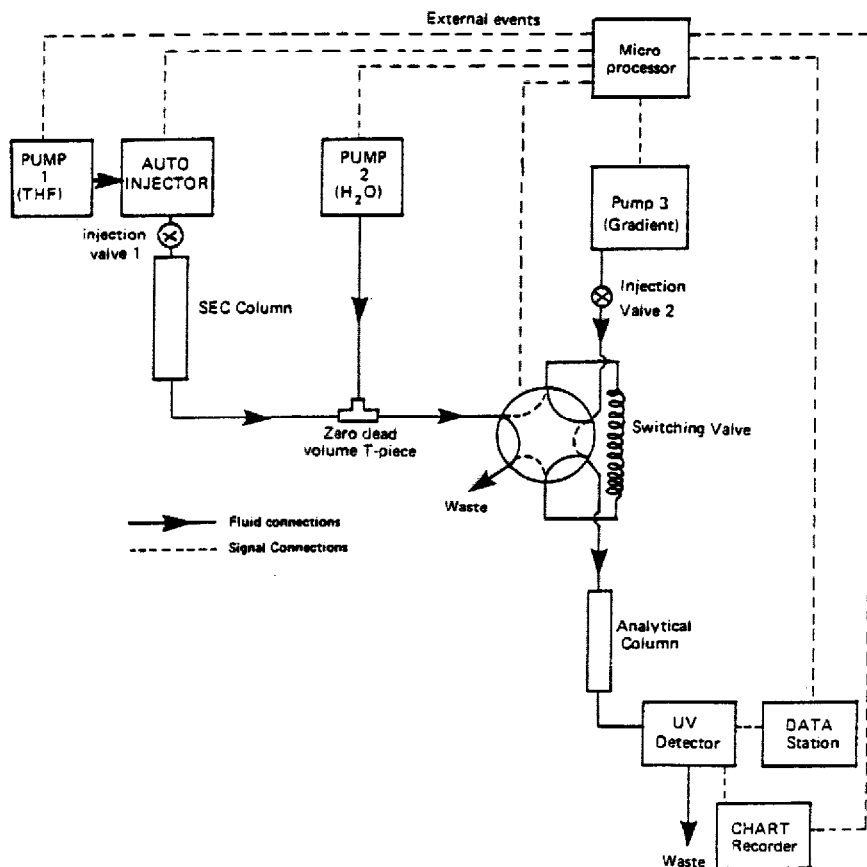 External events
Micro
processor
PUMP
1
(THF)
AUTO
INJECTOR
PUMP
2
(H₂O)
Pump 3
(Gradient)
injection
valve 1
SEC Column
Injection
Valve 2
Zero dead
volume T-piece
Switching Valve
Waste
Fluid connections
Signal Connections
Analytical
Column
UV
Detector
DATA
Station
CHART
Recorder
Waste